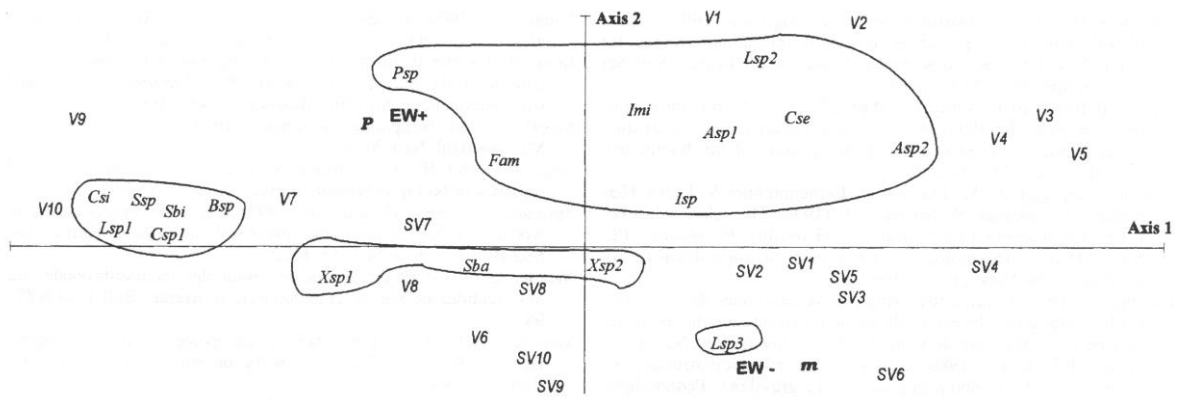 V1
Axis 2
V2
Lsp2
Psp
V3
Imi
P EW+
Cse
V9
Asp1
V4
Asp2
V5
Fam
Csi Ssp Sbi Bsp
V7
Isp
V10
Lsp1 Csp1
SV7
Axis 1
Xsp1
Sba
Xsp2
SV2
SV1
SV5
SV4
V8
SV8
SV3
V6
Lsp3
SV10
EW - m
SV9
SV6